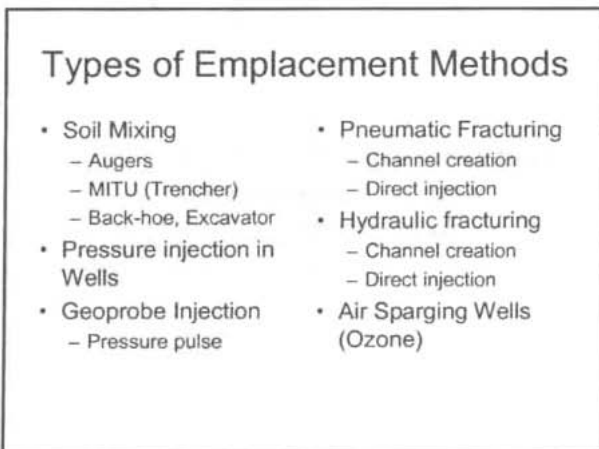 Types of Emplacement Methods
• Soil Mixing
– Augers
– MITU (Trencher)
– Back-hoe, Excavator
• Pressure injection in
Wells
• Geoprobe Injection
– Pressure pulse
• Pneumatic Fracturing
– Channel creation
– Direct injection
• Hydraulic fracturing
– Channel creation
– Direct injection
• Air Sparging Wells
(Ozone)